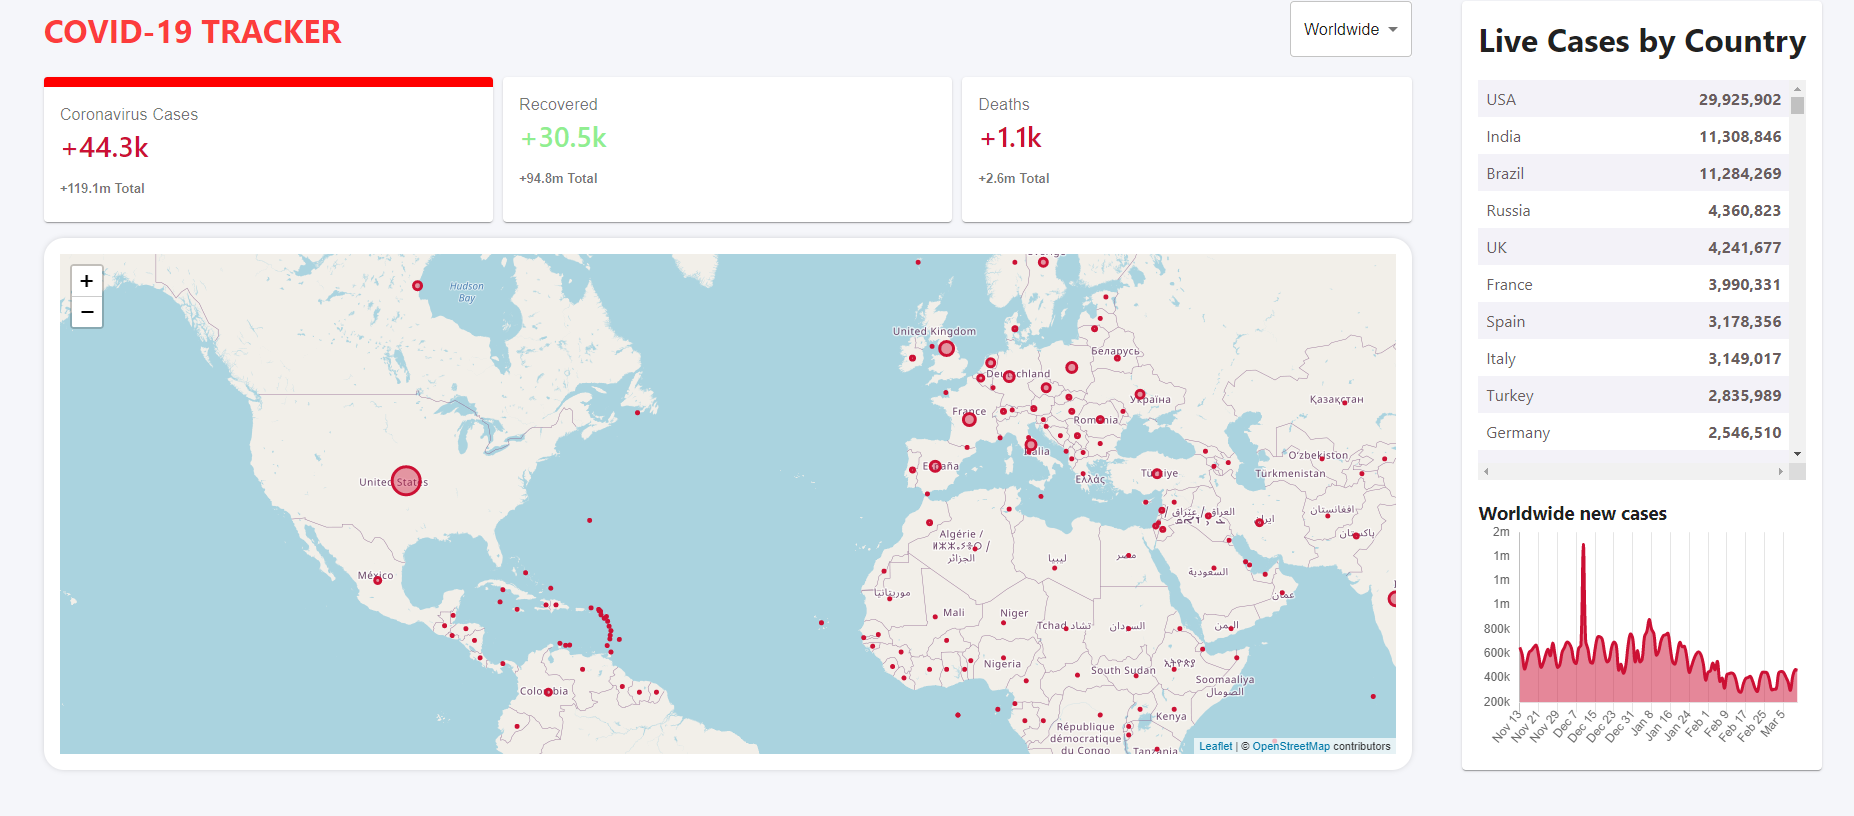 COVID-19 TRACKER
Worldwide
Coronavirus Cases
+44.3k
+119.1m Total
Recovered
+30.5k
+94.8m Total
Deaths
+1.1k
+2.6m Total
+
−
Hudson
Bay
United Kingdom
Беларусь
Deutschland
Україна
Қазақстан
France
Romania
Italia
España
Türkiye
Ελλάς
O'zbekiston
Türkmenistan
United States
México
Algérie /
ⵍⵣⵣⴰⵢⴻⵔ /
الجزائر
ليبيا
مصر
العراق / عێراق /
ایران
افغانستان
پاکستان
السعودية
عمان
موريتانيا
Mali
Niger
Tchad تشاد
السودان
اليمن
Nigeria
South Sudan
ኢትዮጵያ
Soomaaliya
الصومال
Colombia
Kenya
République
démocratique
du Congo
Tanzania
Leaflet | © OpenStreetMap contributors
Live Cases by Country
USA 29,925,902
India 11,308,846
Brazil 11,284,269
Russia 4,360,823
UK 4,241,677
France 3,990,331
Spain 3,178,356
Italy 3,149,017
Turkey 2,835,989
Germany 2,546,510
Worldwide new cases
2m
1m
1m
1m
800k
600k
400k
200k
Nov 13
Nov 21
Nov 29
Dec 7
Dec 15
Dec 23
Dec 31
Jan 8
Jan 16
Jan 24
Feb 1
Feb 9
Feb 17
Feb 25
Mar 5